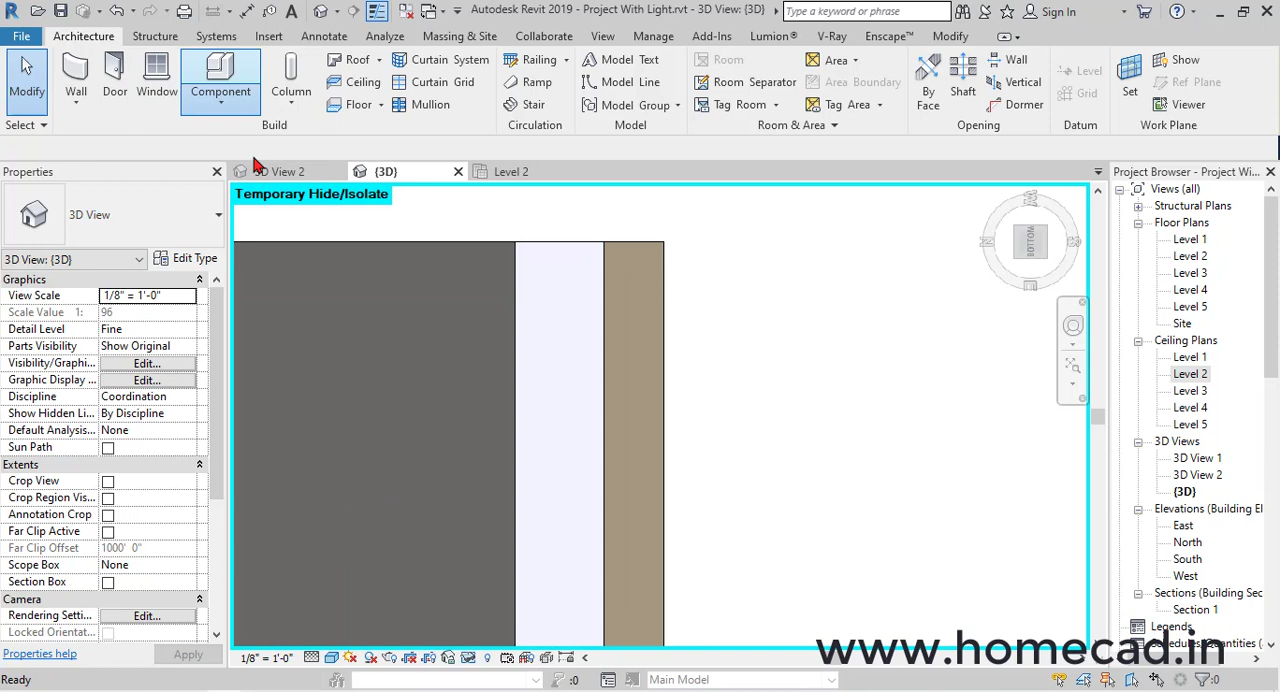 Autodesk Revit 2019 - Project With Light.rvt - 3D View: {3D}
Type a keyword or phrase
Sign In
File
Architecture
Structure
Systems
Insert
Annotate
Analyze
Massing & Site
Collaborate
View
Manage
Add-Ins
Lumion®
V-Ray
Enscape™
Modify
Modify
Wall
Door
Window
Component
Column
Roof
Ceiling
Floor
Curtain System
Curtain Grid
Mullion
Railing
Ramp
Stair
Model Text
Model Line
Model Group
Room
Room Separator
Tag Room
Area
Area Boundary
Tag Area
By Face
Shaft
Wall
Vertical
Dormer
Level
Grid
Set
Show
Ref Plane
Viewer
Select
Build
Circulation
Model
Room & Area
Opening
Datum
Work Plane
Properties
3D View 2
{3D}
Level 2
Project Browser - Project Wi...
3D View
3D View: {3D}
Edit Type
Graphics
View Scale
1/8" = 1'-0"
Scale Value 1:
96
Detail Level
Fine
Parts Visibility
Show Original
Visibility/Graphi...
Edit...
Graphic Display ...
Edit...
Discipline
Coordination
Show Hidden Li...
By Discipline
Default Analysis...
None
Sun Path
Extents
Crop View
Crop Region Vis...
Annotation Crop
Far Clip Active
Far Clip Offset
1000' 0"
Scope Box
None
Section Box
Camera
Rendering Setti...
Edit...
Locked Orientat...
Properties help
Apply
Temporary Hide/Isolate
BOTTOM
Views (all)
Structural Plans
Floor Plans
Level 1
Level 2
Level 3
Level 4
Level 5
Site
Ceiling Plans
Level 1
Level 2
Level 3
Level 4
Level 5
3D Views
3D View 1
3D View 2
{3D}
Elevations (Building El
East
North
South
West
Sections (Building Sec
Section 1
Legends
1/8" = 1'-0"
www.homecad.in
Ready
:0
Main Model
:0